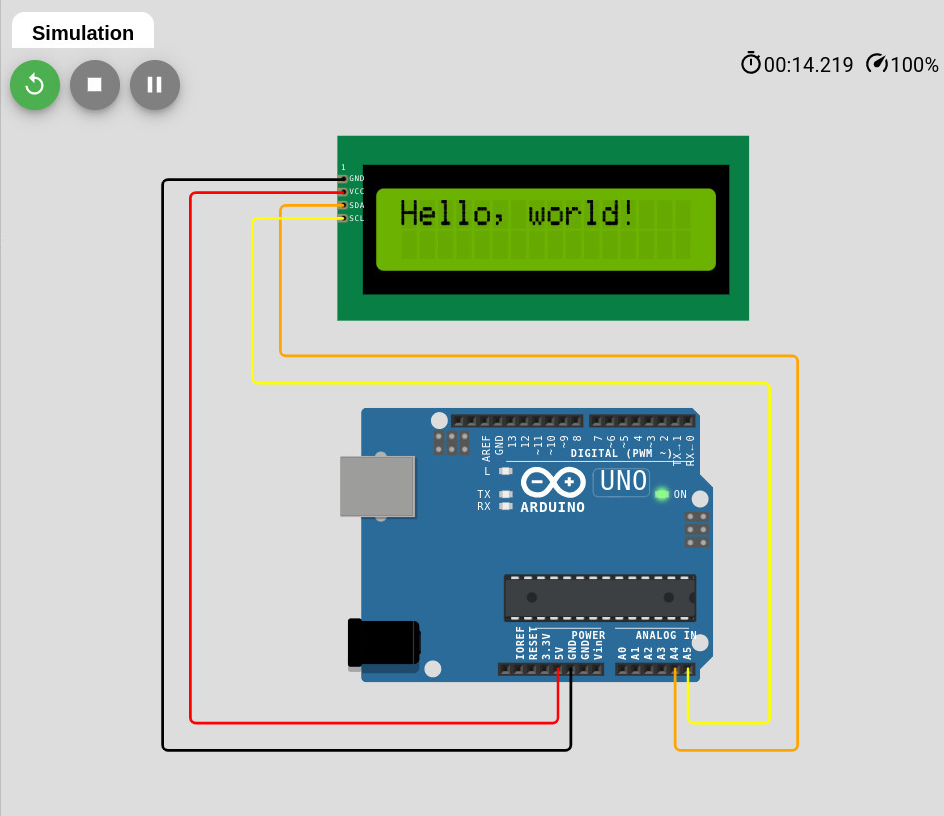 Simulation
00:14.219 100%
1
GND
VCC
SDA
SCL
Hello, world!
AREF GND 13 12 ~11 ~10 ~9 8 7 ~6 ~5 4 ~3 2 TX→1 RX←0
DIGITAL (PWM ~)
L
TX
RX
UNO
ON
ARDUINO
POWER ANALOG IN
IOREF RESET 3.3V 5V GND GND Vin A0 A1 A2 A3 A4 A5